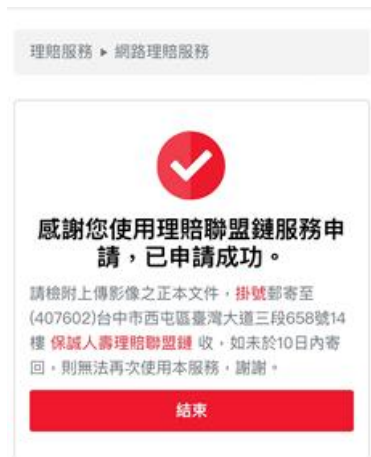 理賠服務 ▸ 網路理賠服務
感謝您使用理賠聯盟鏈服務申
請，已申請成功。
請檢附上傳影像之正本文件，掛號郵寄至
(407602)台中市西屯區臺灣大道三段658號14
樓 保誠人壽理賠聯盟鏈 收，如未於10日內寄
回，則無法再次使用本服務，謝謝。
結束